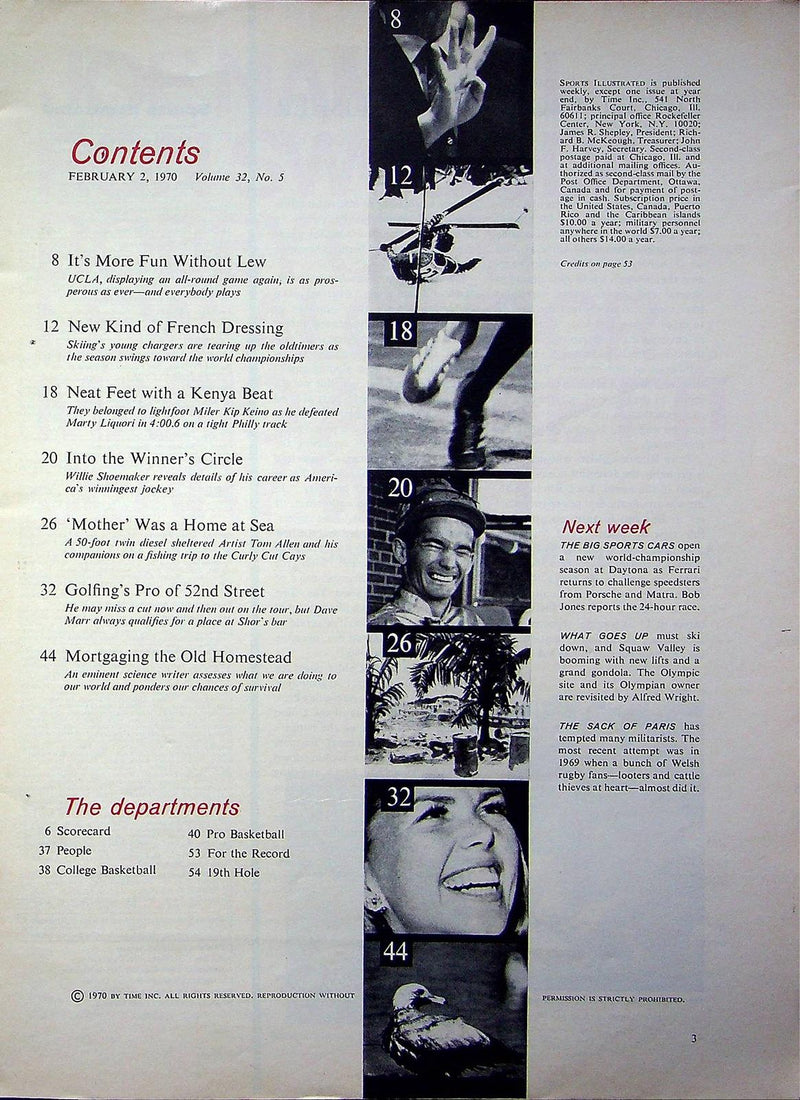 Contents
FEBRUARY 2, 1970 Volume 32, No. 5
8 It's More Fun Without Lew
UCLA, displaying an all-round game again, is as pros-
perous as ever—and everybody plays
12 New Kind of French Dressing
Skiing's young chargers are tearing up the oldtimers as
the season swings toward the world championships
18 Neat Feet with a Kenya Beat
They belonged to lightfoot Miler Kip Keino as he defeated
Marty Liquori in 4:00.6 on a tight Philly track
20 Into the Winner's Circle
Willie Shoemaker reveals details of his career as Ameri-
ca's winningest jockey
26 'Mother' Was a Home at Sea
A 50-foot twin diesel sheltered Artist Tom Allen and his
companions on a fishing trip to the Curly Cut Cays
32 Golfing's Pro of 52nd Street
He may miss a cut now and then out on the tour, but Dave
Marr always qualifies for a place at Shor's bar
44 Mortgaging the Old Homestead
An eminent science writer assesses what we are doing to
our world and ponders our chances of survival
The departments
6 Scorecard
37 People
38 College Basketball
40 Pro Basketball
53 For the Record
54 19th Hole
8
12
18
20
26
32
44
SPORTS ILLUSTRATED is published
weekly, except one issue at year
end, by Time Inc., 541 North
Fairbanks Court, Chicago, Ill.
60611; principal office Rockefeller
Center, New York, N.Y. 10020;
James R. Shepley, President; Rich-
ard B. McKeough, Treasurer; John
F. Harvey, Secretary. Second-class
postage paid at Chicago, Ill. and
at additional mailing offices. Au-
thorized as second-class mail by the
Post Office Department, Ottawa,
Canada and for payment of post-
age in cash. Subscription price in
the United States, Canada, Puerto
Rico and the Caribbean islands
$10.00 a year; military personnel
anywhere in the world $7.00 a year;
all others $14.00 a year.
Credits on page 53
Next week
THE BIG SPORTS CARS open
a new world-championship
season at Daytona as Ferrari
returns to challenge speedsters
from Porsche and Matra. Bob
Jones reports the 24-hour race.
WHAT GOES UP must ski
down, and Squaw Valley is
booming with new lifts and a
grand gondola. The Olympic
site and its Olympian owner
are revisited by Alfred Wright.
THE SACK OF PARIS has
tempted many militarists. The
most recent attempt was in
1969 when a bunch of Welsh
rugby fans—looters and cattle
thieves at heart—almost did it.
© 1970 BY TIME INC. ALL RIGHTS RESERVED. REPRODUCTION WITHOUT PERMISSION IS STRICTLY PROHIBITED.
3